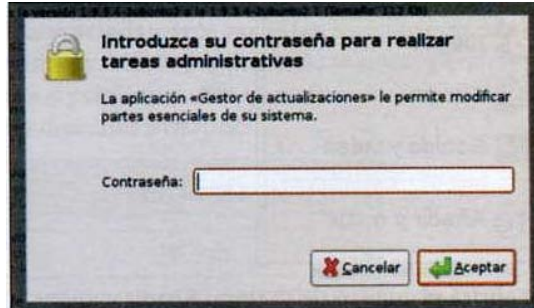 Introduzca su contraseña para realizar
tareas administrativas
La aplicación «Gestor de actualizaciones» le permite modificar
partes esenciales de su sistema.
Contraseña:
Cancelar
Aceptar